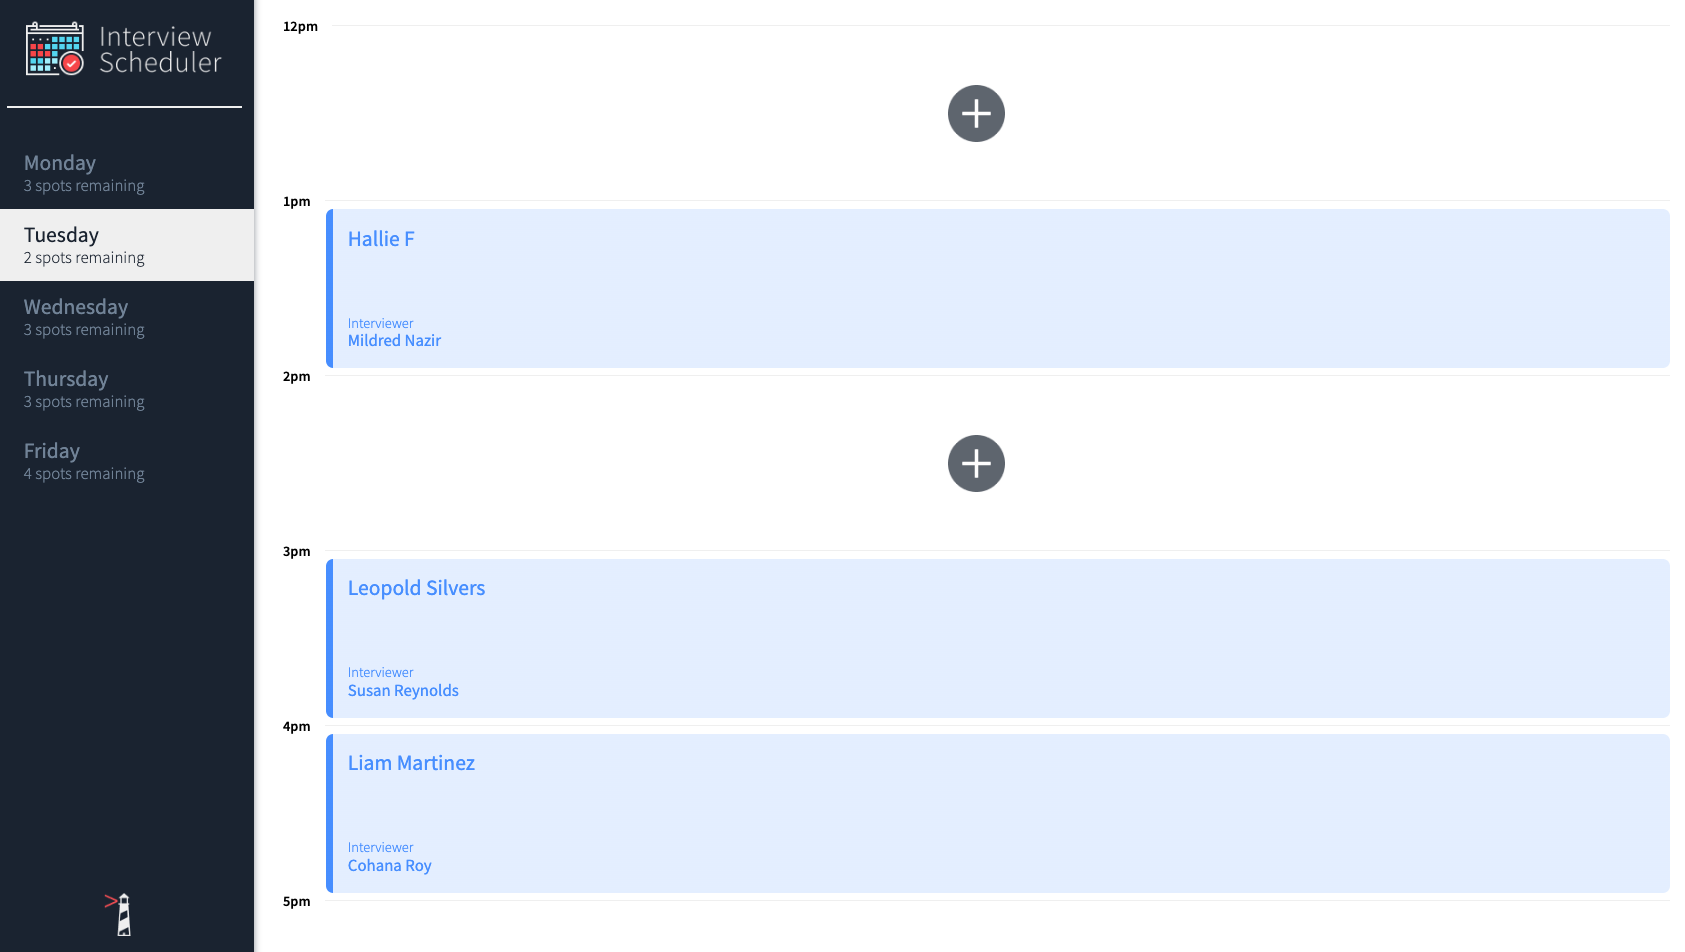 Interview
Scheduler
Monday
3 spots remaining
Tuesday
2 spots remaining
Wednesday
3 spots remaining
Thursday
3 spots remaining
Friday
4 spots remaining
12pm
1pm
Hallie F
Interviewer
Mildred Nazir
2pm
3pm
Leopold Silvers
Interviewer
Susan Reynolds
4pm
Liam Martinez
Interviewer
Cohana Roy
5pm